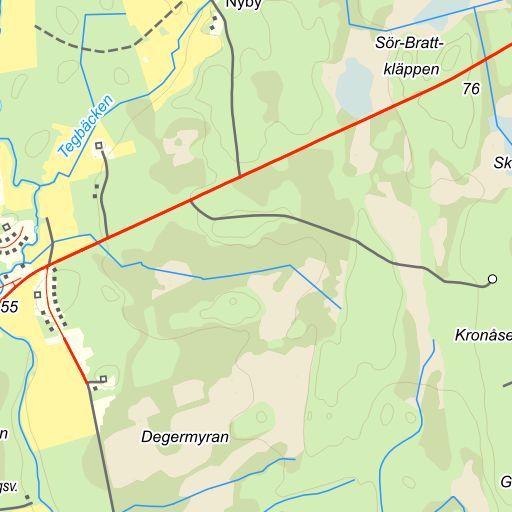 Nyby
Sör-Bratt-
kläppen
76
Tegbäcken
Sk
55
Kronåse
Degermyran
n
gsv.
G